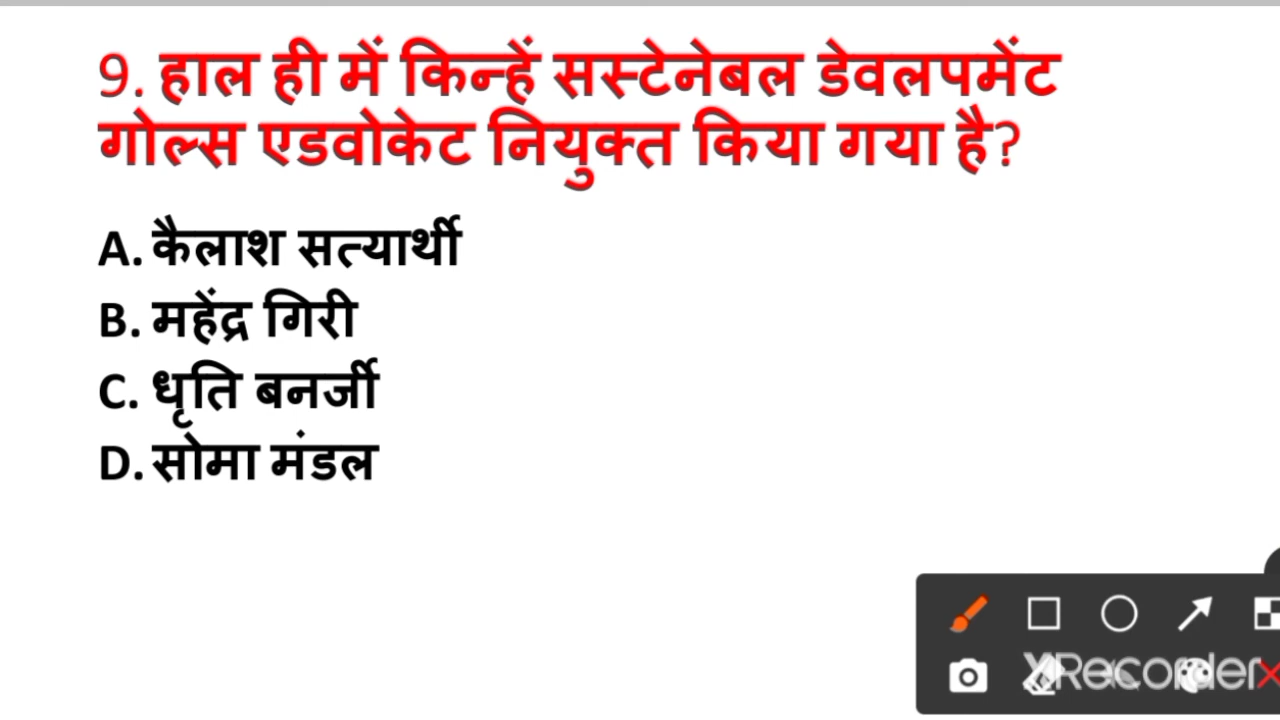 9. हाल ही में किन्हें सस्टेनेबल डेवलपमेंट
गोल्स एडवोकेट नियुक्त किया गया है?
A. कैलाश सत्यार्थी
B. महेंद्र गिरी
C. धृति बनर्जी
D. सोमा मंडल
XRecorder